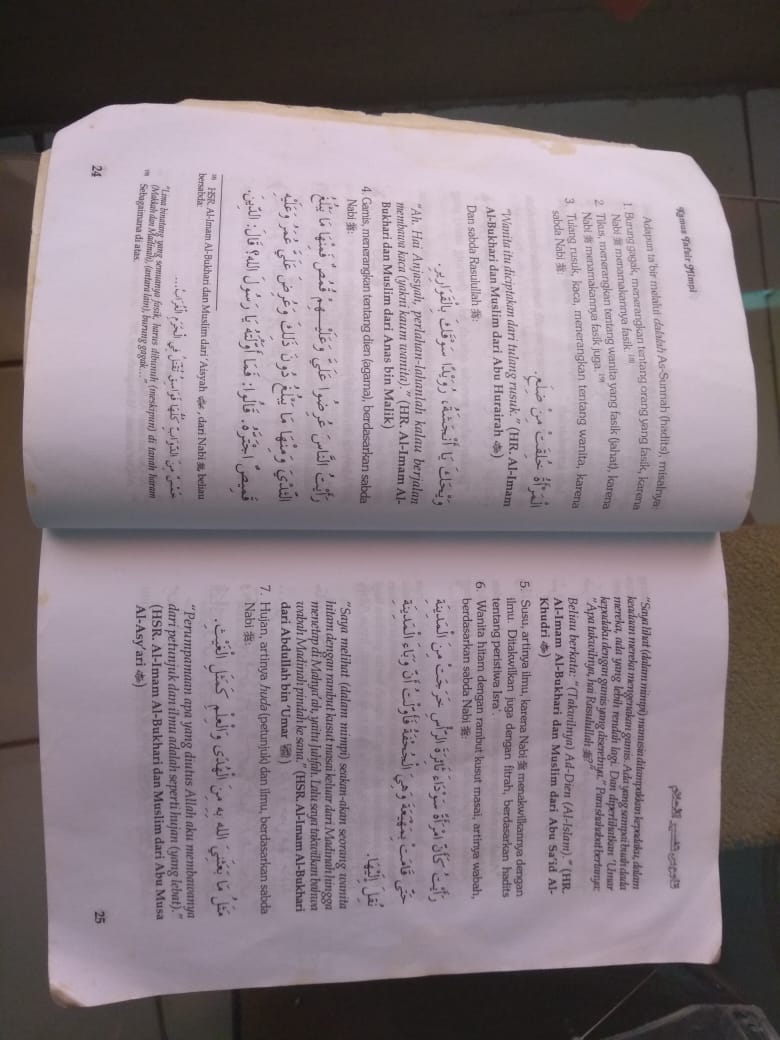 Kamus Tafsir Mimpi
Adapun ta'bir melalui dalalah As-Sunnah (hadits), misalnya:
1. Burung gagak, menerangkan tentang orang yang fasik, karena
Nabi ﷺ menamakannya fasik.
2. Tikus, menerangkan tentang wanita yang fasik (jahat), karena
Nabi ﷺ menamakannya fasik juga.
3. Tulang rusuk, kaca, menerangkan tentang wanita, karena
sabda Nabi ﷺ:
الْمَرْأَةُ خُلِقَتْ مِنْ ضِلَعٍ.
"Wanita itu diciptakan dari tulang rusuk." (HR. Al-Imam
Al-Bukhari dan Muslim dari Abu Hurairah)
Dan sabda Rasulullah ﷺ:
وَيْحَكَ يَا أَنْجَشَةُ، رُوَيْدًا سَوْقَكَ بِالْقَوَارِيرِ.
"Ah. Hai Anjasyah, perlahan-lahanlah kalau berjalan
membawa kaca (yakni kaum wanita)." (HR. Al-Imam Al-
Bukhari dan Muslim dari Anas bin Malik)
4. Gamis, menerangkan tentang dien (agama), berdasarkan sabda
Nabi ﷺ:
رَأَيْتُ النَّاسَ عُرِضُوا عَلَيَّ وَعَلَيْهِمْ قُمُصٌ فَمِنْهَا مَا يَبْلُغُ
الثَّدْيَ وَمِنْهَا مَا يَبْلُغُ دُونَ ذَلِكَ وَعُرِضَ عَلَيَّ عُمَرُ وَعَلَيْهِ
قَمِيصٌ اجْتَرَّهُ. قَالُوا: فَمَا أَوَّلْتَهُ يَا رَسُولَ الله؟ قَالَ: الدِّينَ.
HSR. Al-Imam Al-Bukhari dan Muslim dari 'Aisyah, dari Nabi ﷺ, beliau
bersabda:
خَمْسٌ مِنَ الدَّوَابِّ كُلُّهَا فَوَاسِقُ تُقْتَلُ فِي الْحَرَمِ الْغُرَابُ...
"Lima binatang yang semuanya fasik, harus dibunuh (meskipun) di tanah haram
(Makkah dan Madinah), (antara lain), burung gagak..."
Sebagaimana di atas.
24
قاموس تفسير الأحلام
"Saya lihat (dalam mimpi) manusia ditampakkan kepadaku, dalam
keadaan mereka mengenakan gamis. Ada yang sampai buah dada
mereka, ada yang lebih rendah lagi. Dan diperlihatkan 'Umar
kepadaku dengan gamis yang diseretnya." Para shahabat bertanya:
"Apa takwilnya, hai Rasulullah ﷺ?"
Beliau berkata: "(Takwilnya) Ad-Dien (Al-Islam)." (HR.
Al-Imam Al-Bukhari dan Muslim dari Abu Sa'id Al-
Khudri)
5. Susu, artinya ilmu, karena Nabi ﷺ menakwilkannya dengan
ilmu. Ditakwilkan juga dengan fitrah, berdasarkan hadits
tentang peristiwa Isra'.
6. Wanita hitam dengan rambut kusut masai, artinya wabah,
berdasarkan sabda Nabi ﷺ:
رَأَيْتُ كَأَنَّ امْرَأَةً سَوْدَاءَ ثَائِرَةَ الرَّأْسِ خَرَجَتْ مِنَ الْمَدِينَةِ
حَتَّى قَامَتْ بِمَهْيَعَةَ وَهِيَ الْجُحْفَةُ فَأَوَّلْتُ أَنَّ وَبَاءَ الْمَدِينَةِ
نُقِلَ إِلَيْهَا.
"Saya melihat (dalam mimpi) seakan-akan seorang wanita
hitam dengan rambut kusut masai keluar dari Madinah hingga
menetap di Mahya'ah, yaitu Juhfah. Lalu saya takwilkan bahwa
wabah Madinah pindah ke sana." (HSR. Al-Imam Al-Bukhari
dari Abdullah bin 'Umar)
7. Hujan, artinya huda (petunjuk) dan ilmu, berdasarkan sabda
Nabi ﷺ:
مَثَلُ مَا بَعَثَنِيَ الله بِهِ مِنَ الْهُدَى وَالْعِلْمِ كَمَثَلِ الْغَيْثِ.
"Perumpamaan apa yang diutus Allah aku membawanya
dari petunjuk dan ilmu adalah seperti hujan (yang lebat)."
(HSR. Al-Imam Al-Bukhari dan Muslim dari Abu Musa
Al-Asy'ari)
25